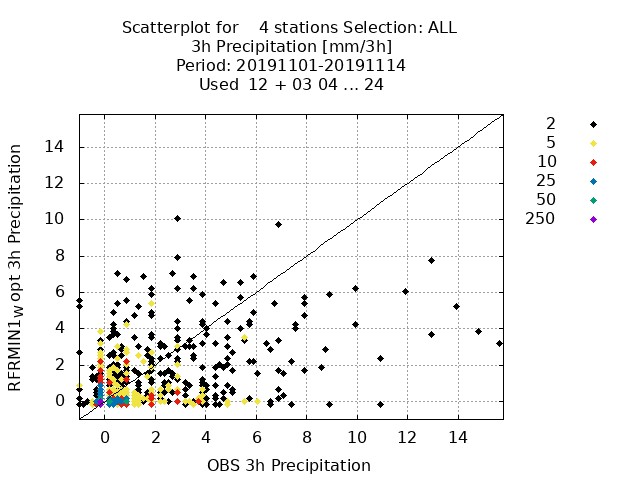 Scatterplot for    4 stations Selection: ALL
3h Precipitation [mm/3h]
Period: 20191101-20191114
Used  12 + 03 04 ... 24
2
5
10
25
50
250
14
12
10
8
6
4
2
0
RFRMIN1W opt 3h Precipitation
0 2 4 6 8 10 12 14
OBS 3h Precipitation